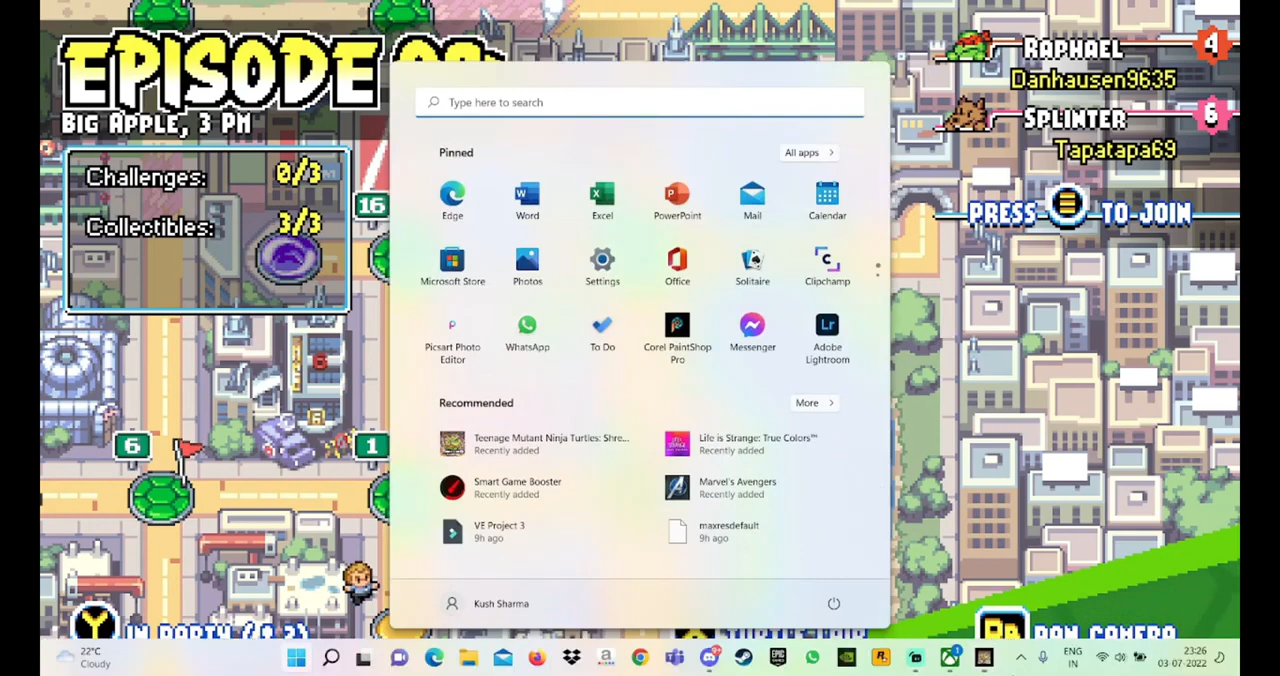 EPISODE
BIG APPLE, 3 PM
Challenges: 0/3
Collectibles: 3/3
16
6
1
RAPHAEL 4
Danhausen9635
SPLINTER 6
Tapatapa69
PRESS TO JOIN
Type here to search
Pinned
All apps >
Edge
Word
Excel
PowerPoint
Mail
Calendar
Microsoft Store
Photos
Settings
Office
Solitaire
Clipchamp
Picsart Photo Editor
WhatsApp
To Do
Corel PaintShop Pro
Messenger
Adobe Lightroom
Recommended
More >
Teenage Mutant Ninja Turtles: Shre...
Recently added
Life is Strange: True Colors™
Recently added
Smart Game Booster
Recently added
Marvel's Avengers
Recently added
VE Project 3
9h ago
maxresdefault
9h ago
Kush Sharma
Y IN PARTY
PAN CAMERA
22°C
Cloudy
ENG
IN
23:26
03-07-2022